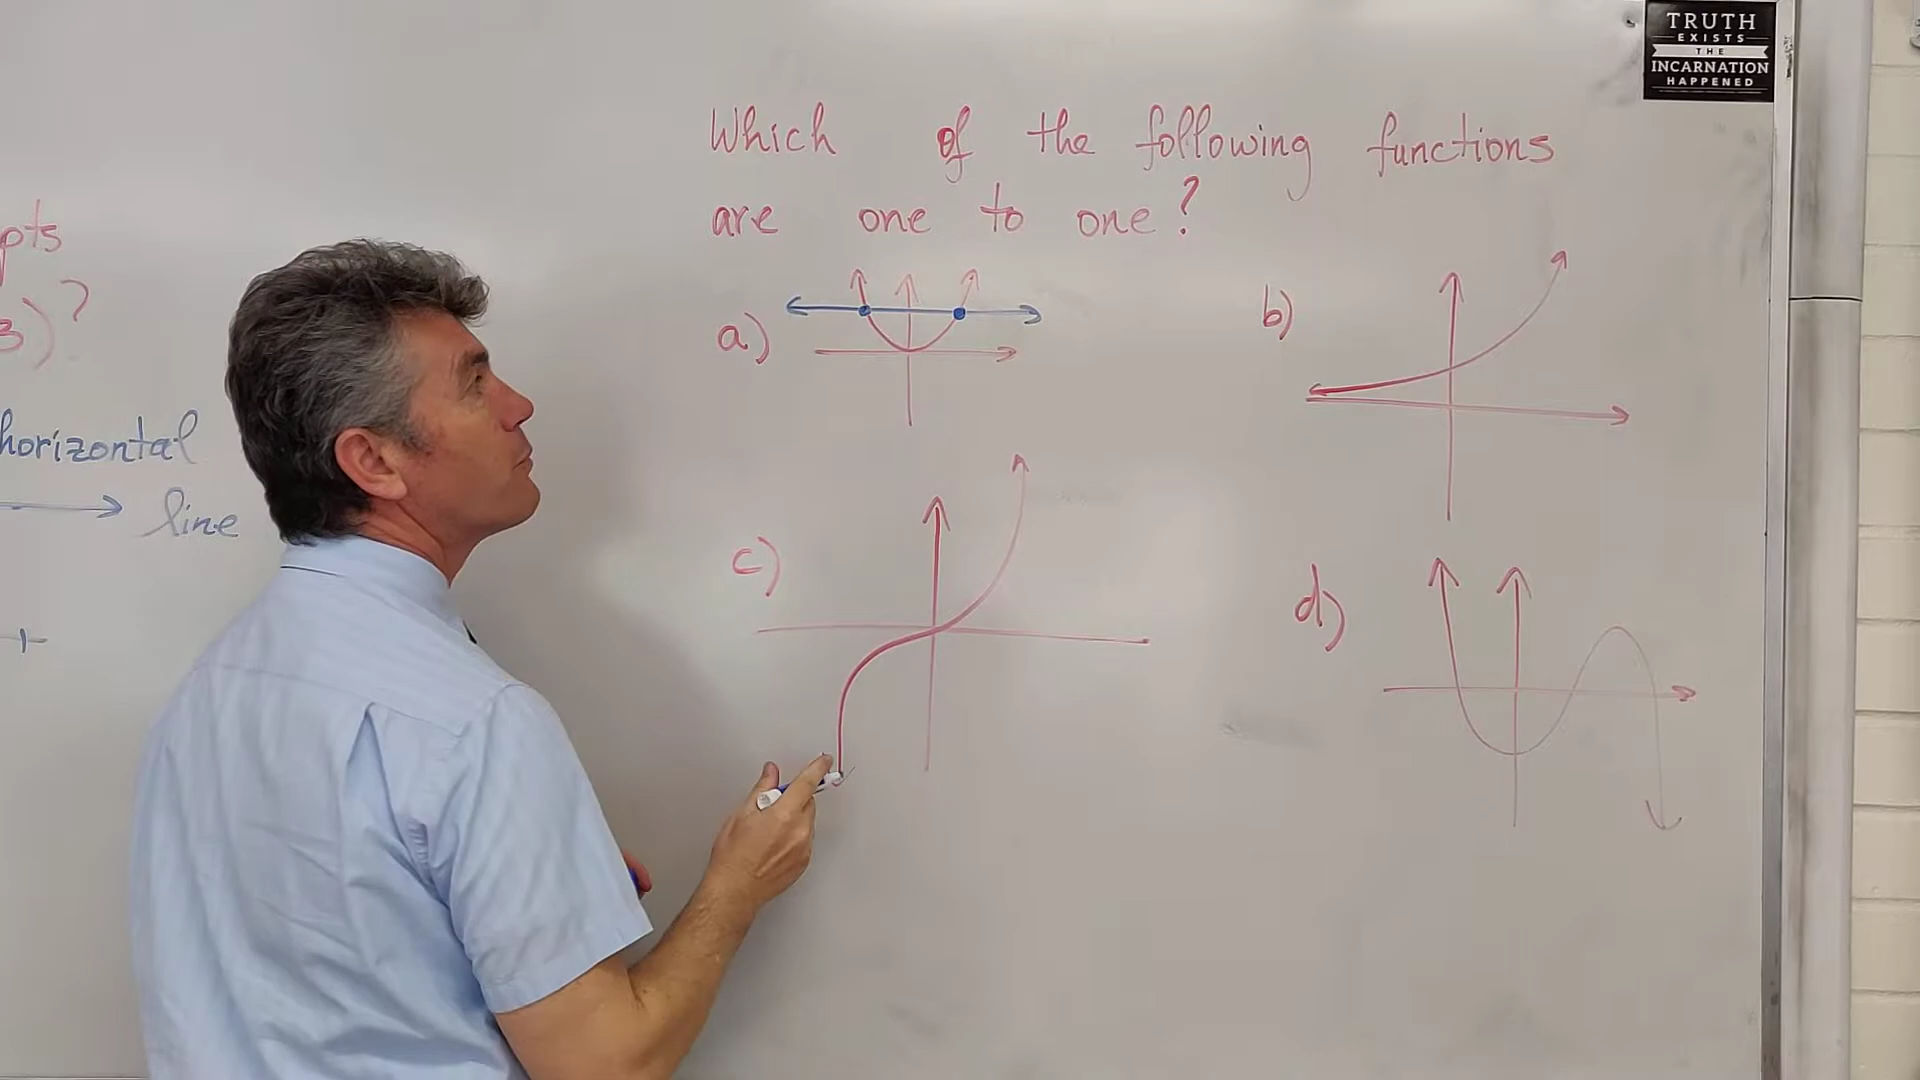 TRUTH
EXISTS
THE
INCARNATION
HAPPENED
Which of the following functions
are one to one?
pts
3)?
horizontal
line
a)
b)
c)
d)